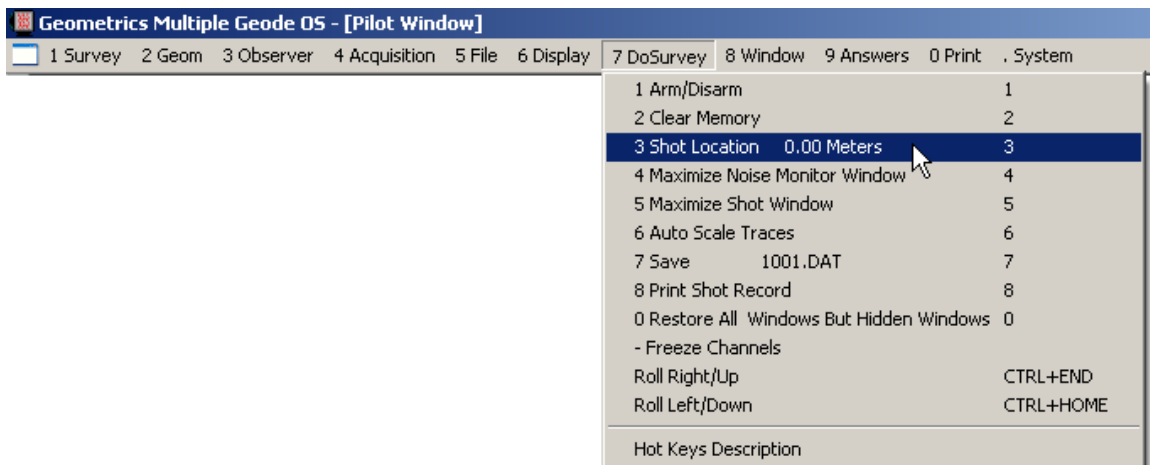 Geometrics Multiple Geode OS - [Pilot Window]
1 Survey 2 Geom 3 Observer 4 Acquisition 5 File 6 Display 7 DoSurvey 8 Window 9 Answers 0 Print . System
1 Arm/Disarm 1
2 Clear Memory 2
3 Shot Location 0.00 Meters 3
4 Maximize Noise Monitor Window 4
5 Maximize Shot Window 5
6 Auto Scale Traces 6
7 Save 1001.DAT 7
8 Print Shot Record 8
0 Restore All Windows But Hidden Windows 0
- Freeze Channels
Roll Right/Up CTRL+END
Roll Left/Down CTRL+HOME
Hot Keys Description